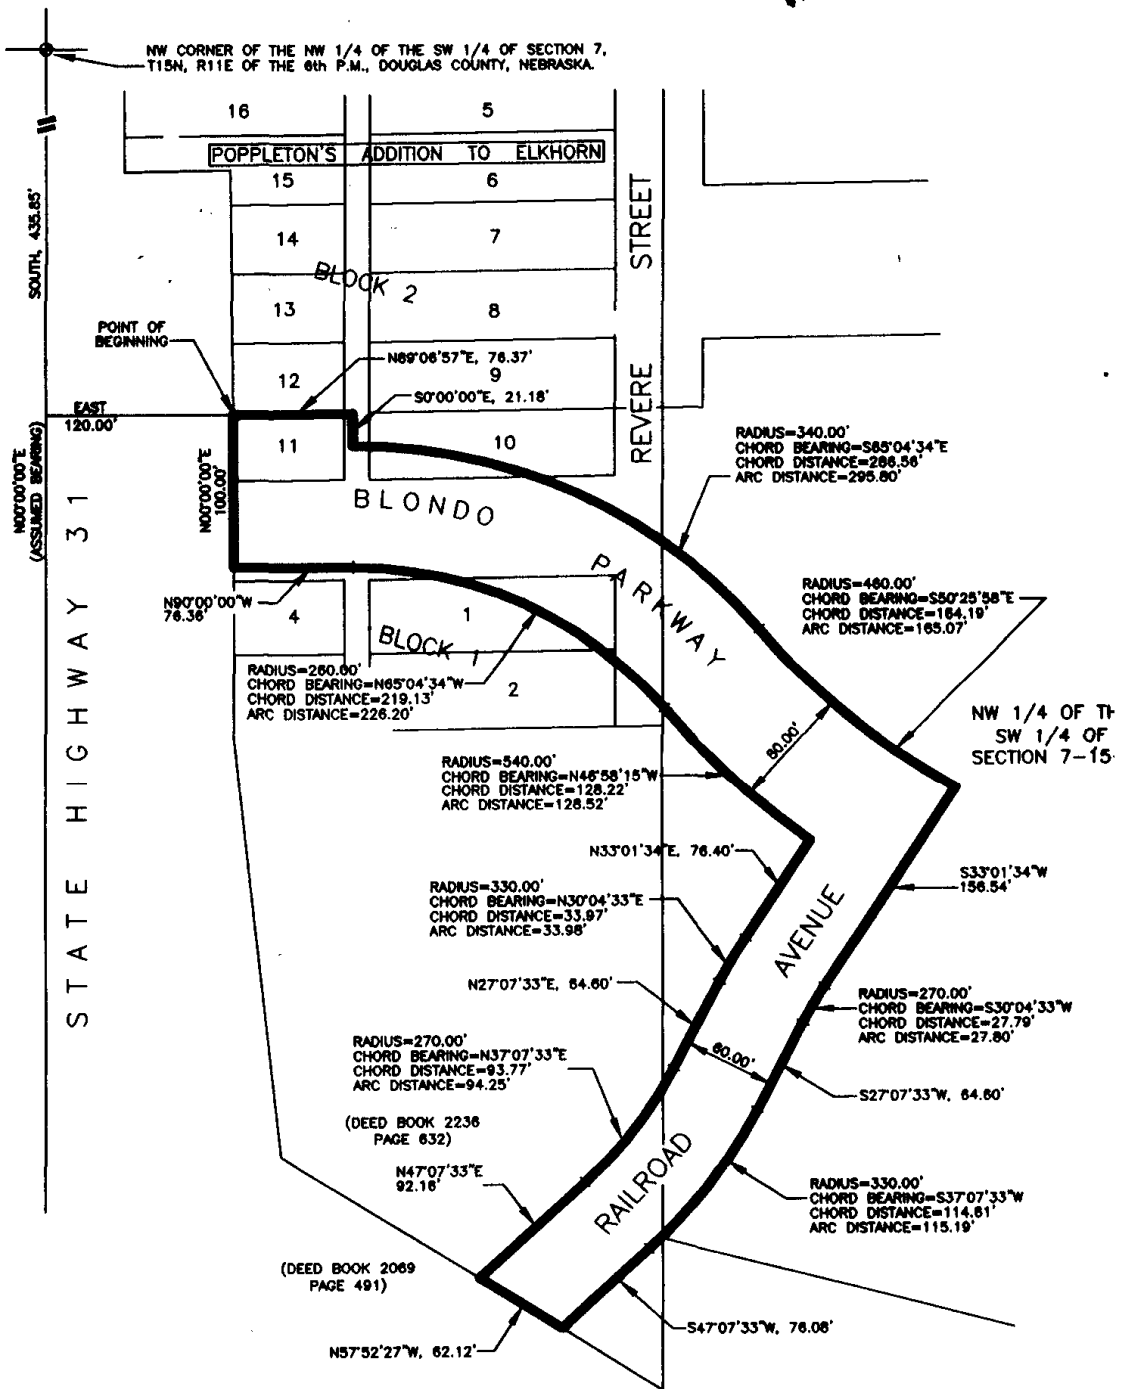 NW CORNER OF THE NW 1/4 OF THE SW 1/4 OF SECTION 7,
T15N, R11E OF THE 6th P.M., DOUGLAS COUNTY, NEBRASKA.
16
5
POPPLETON'S ADDITION TO ELKHORN
15
6
14
7
BLOCK 2
13
8
SOUTH, 435.85'
REVERE STREET
POINT OF
BEGINNING
N89°06'57"E, 76.37'
12
9
S0°00'00"E, 21.18'
EAST
120.00'
11
10
N00°00'00"E
(ASSUMED BEARING)
N00°00'00"E
100.00'
STATE HIGHWAY 31
RADIUS=340.00'
CHORD BEARING=S65°04'34"E
CHORD DISTANCE=286.56'
ARC DISTANCE=295.80'
BLONDO PARKWAY
RADIUS=460.00'
CHORD BEARING=S50°25'58"E
CHORD DISTANCE=164.19'
ARC DISTANCE=165.07'
N90°00'00"W
76.36'
4
1
BLOCK 1
2
RADIUS=260.00'
CHORD BEARING=N65°04'34"W
CHORD DISTANCE=219.13'
ARC DISTANCE=226.20'
NW 1/4 OF TH
SW 1/4 OF
SECTION 7-15-
80.00'
RADIUS=540.00'
CHORD BEARING=N46°58'15"W
CHORD DISTANCE=128.22'
ARC DISTANCE=128.52'
N33°01'34"E, 76.40'
S33°01'34"W
156.54'
RADIUS=330.00'
CHORD BEARING=N30°04'33"E
CHORD DISTANCE=33.97'
ARC DISTANCE=33.98'
RAILROAD AVENUE
N27°07'33"E, 64.60'
RADIUS=270.00'
CHORD BEARING=S30°04'33"W
CHORD DISTANCE=27.79'
ARC DISTANCE=27.80'
RADIUS=270.00'
CHORD BEARING=N37°07'33"E
CHORD DISTANCE=93.77'
ARC DISTANCE=94.25'
60.00'
S27°07'33"W, 64.60'
(DEED BOOK 2236
PAGE 632)
N47°07'33"E
92.16'
RADIUS=330.00'
CHORD BEARING=S37°07'33"W
CHORD DISTANCE=114.61'
ARC DISTANCE=115.19'
(DEED BOOK 2069
PAGE 491)
S47°07'33"W, 76.08'
N57°52'27"W, 62.12'